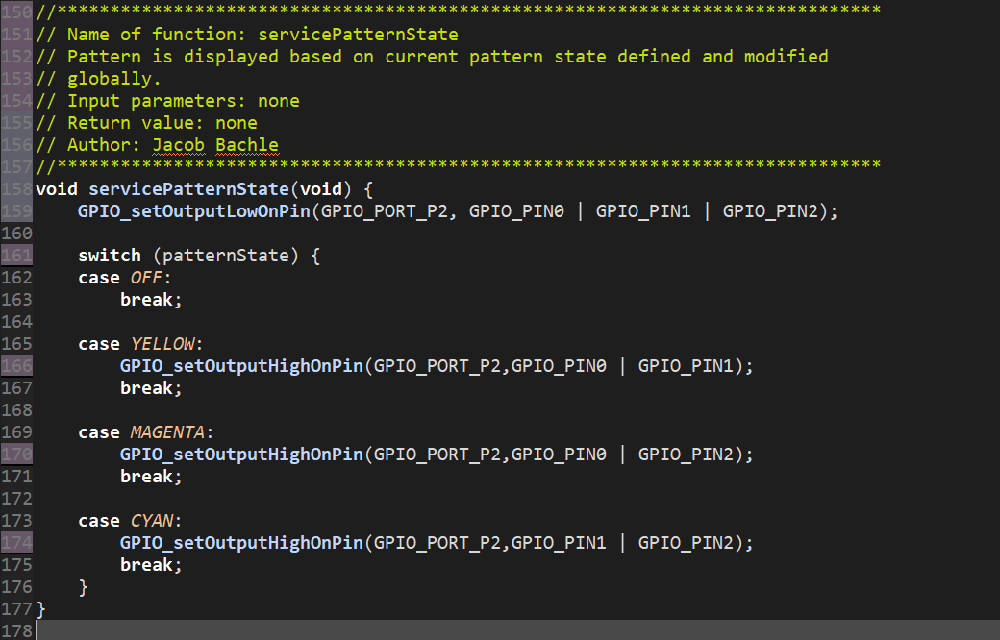 150 //******************************************************************************
151 // Name of function: servicePatternState
152 // Pattern is displayed based on current pattern state defined and modified
153 // globally.
154 // Input parameters: none
155 // Return value: none
156 // Author: Jacob Bachle
157 //******************************************************************************
158 void servicePatternState(void) {
159     GPIO_setOutputLowOnPin(GPIO_PORT_P2, GPIO_PIN0 | GPIO_PIN1 | GPIO_PIN2);
160
161     switch (patternState) {
162     case OFF:
163         break;
164
165     case YELLOW:
166         GPIO_setOutputHighOnPin(GPIO_PORT_P2,GPIO_PIN0 | GPIO_PIN1);
167         break;
168
169     case MAGENTA:
170         GPIO_setOutputHighOnPin(GPIO_PORT_P2,GPIO_PIN0 | GPIO_PIN2);
171         break;
172
173     case CYAN:
174         GPIO_setOutputHighOnPin(GPIO_PORT_P2,GPIO_PIN1 | GPIO_PIN2);
175         break;
176     }
177 }
178